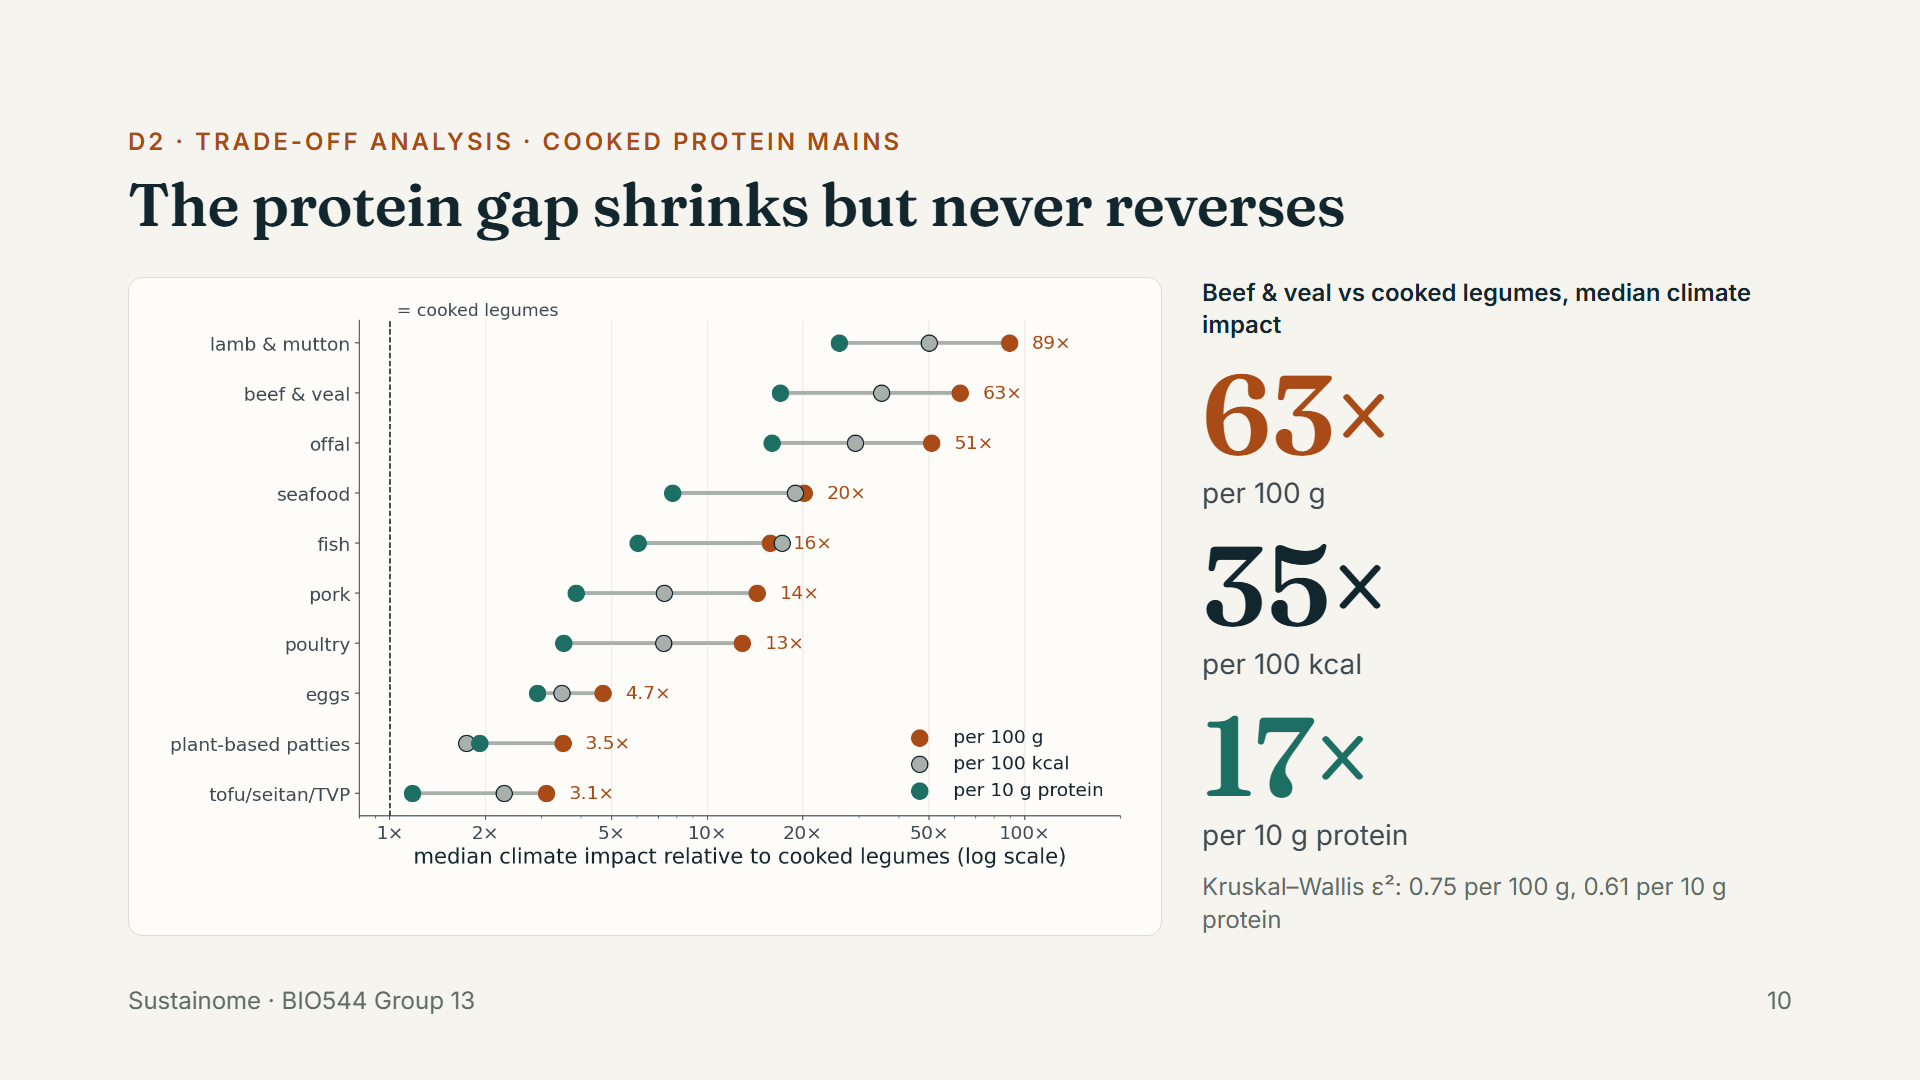 D2 · TRADE-OFF ANALYSIS · COOKED PROTEIN MAINS
The protein gap shrinks but never reverses
= cooked legumes
lamb & mutton
89×
beef & veal
63×
offal
51×
seafood
20×
fish
16×
pork
14×
poultry
13×
eggs
4.7×
plant-based patties
3.5×
tofu/seitan/TVP
3.1×
per 100 g
per 100 kcal
per 10 g protein
1× 2× 5× 10× 20× 50× 100×
median climate impact relative to cooked legumes (log scale)
Beef & veal vs cooked legumes, median climate
impact
63×
per 100 g
35×
per 100 kcal
17×
per 10 g protein
Kruskal–Wallis ε²: 0.75 per 100 g, 0.61 per 10 g
protein
Sustainome · BIO544 Group 13
10